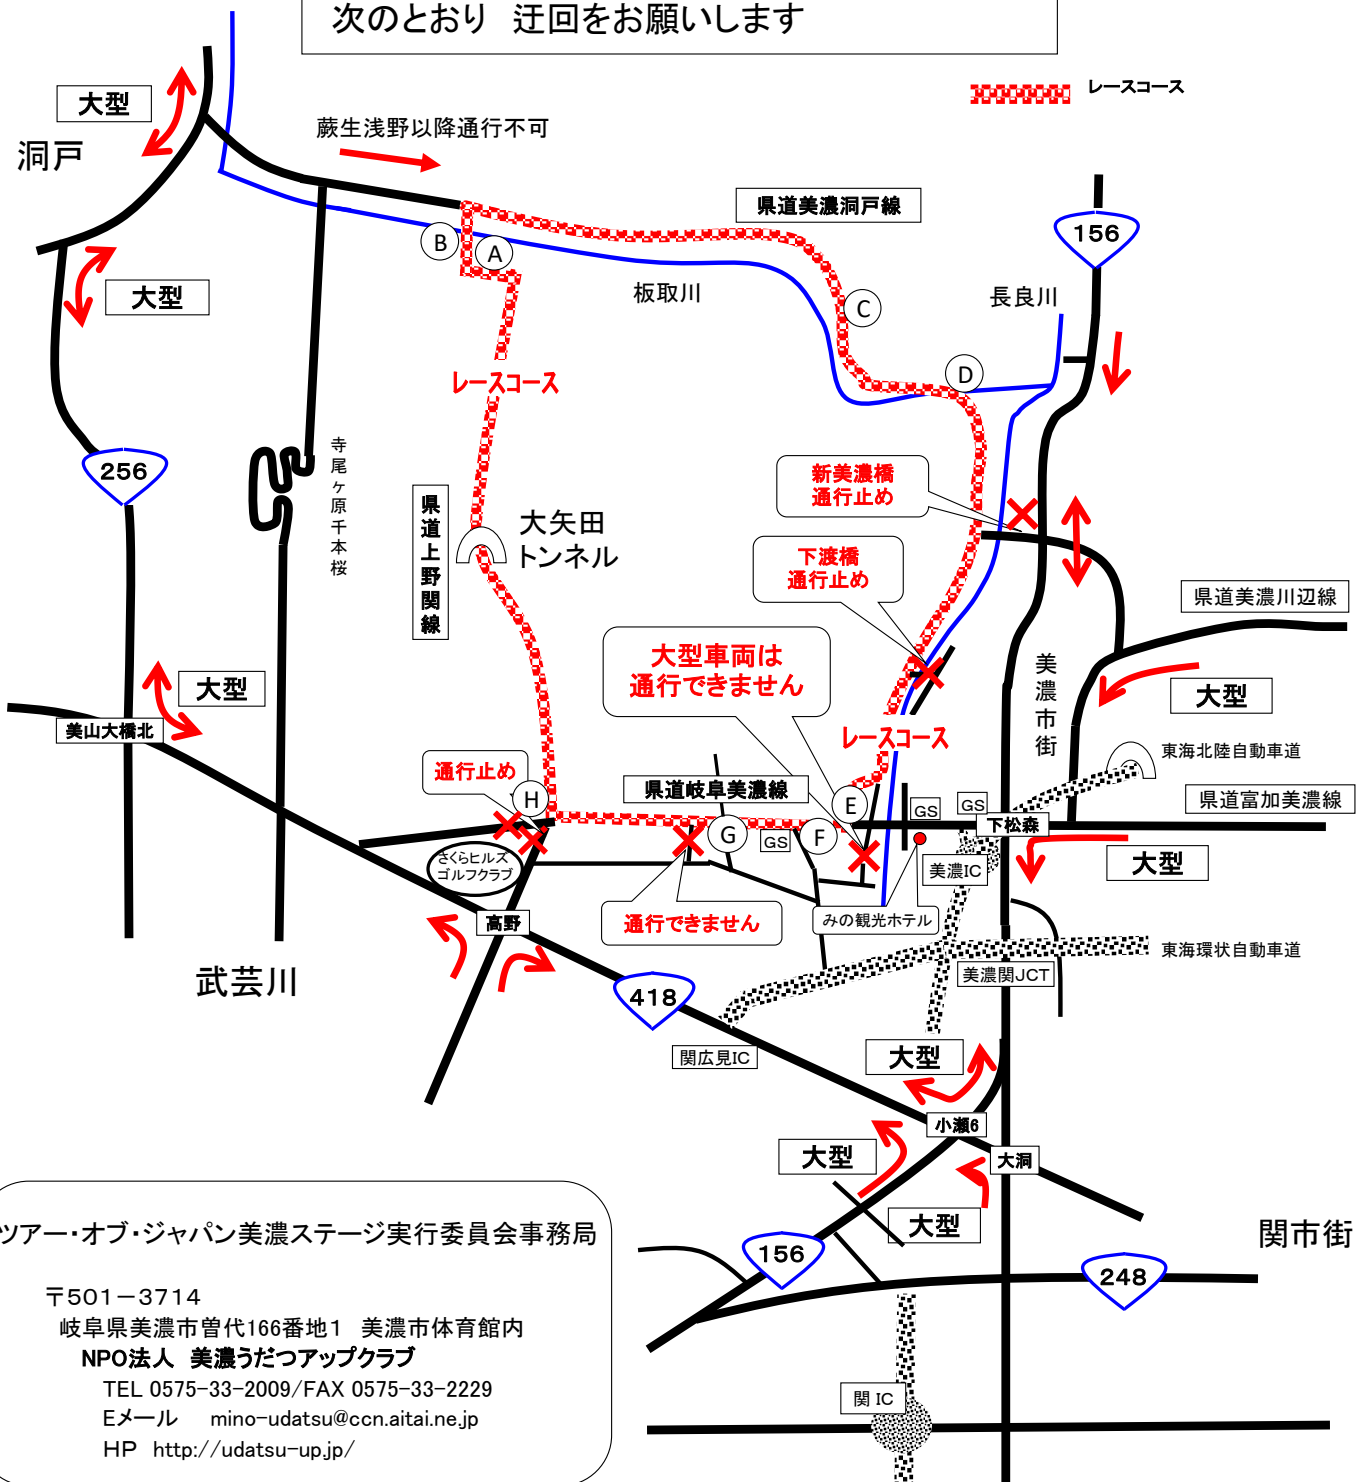 次のとおり 迂回をお願いします
レースコース
大型
蕨生浅野以降通行不可
洞戸
県道美濃洞戸線
156
B
A
大型
板取川
C
長良川
レースコース
D
256
寺尾ヶ原千本桜
新美濃橋
通行止め
県道上野関線
大矢田
トンネル
下渡橋
通行止め
県道美濃川辺線
大型車両は
通行できません
美濃市街
大型
大型
美山大橋北
レースコース
東海北陸自動車道
通行止め
県道岐阜美濃線
H
E
GS
GS
県道富加美濃線
下松森
G
GS
F
さくらヒルズ
ゴルフクラブ
美濃IC
大型
高野
通行できません
みの観光ホテル
東海環状自動車道
武芸川
美濃関JCT
418
関広見IC
大型
小瀬6
大型
大洞
大型
関市街
156
248
関 IC
ツアー・オブ・ジャパン美濃ステージ実行委員会事務局
〒501－3714
岐阜県美濃市曽代166番地1 美濃市体育館内
NPO法人 美濃うだつアップクラブ
TEL 0575-33-2009/FAX 0575-33-2229
Eメール mino-udatsu@ccn.aitai.ne.jp
HP http://udatsu-up.jp/